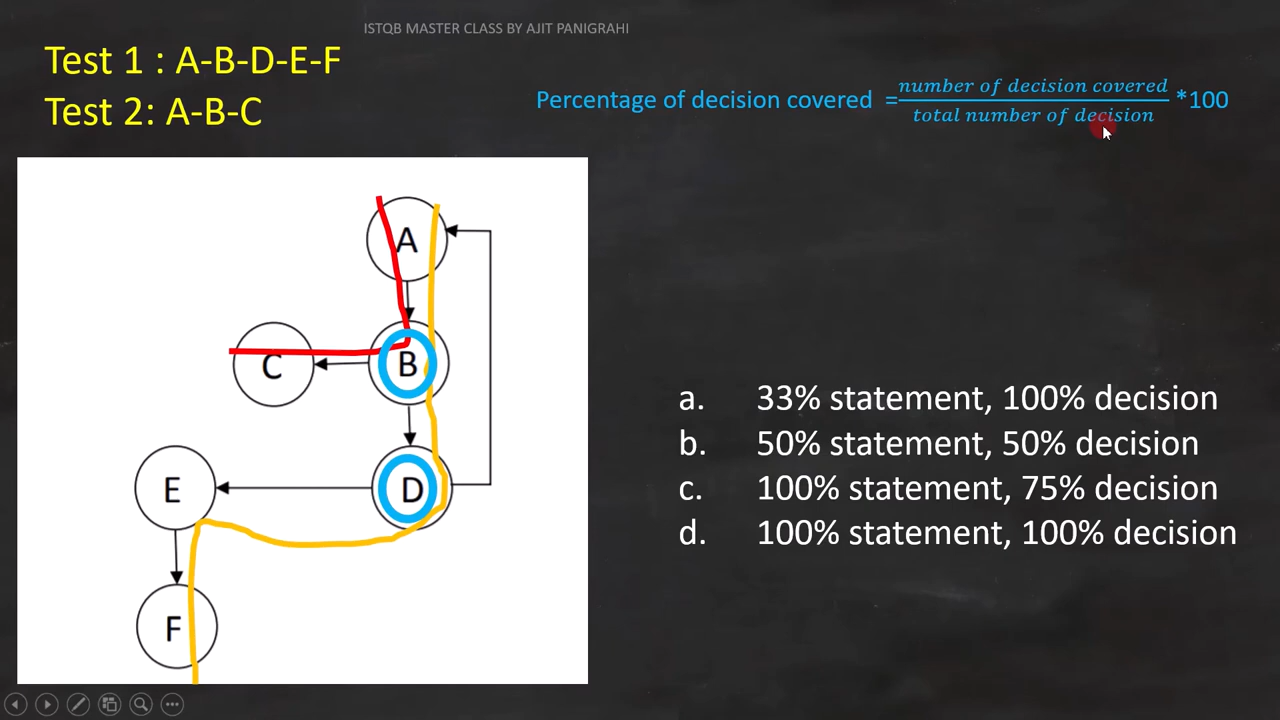 ISTQB MASTER CLASS BY AJIT PANIGRAHI
Test 1 : A-B-D-E-F
Test 2: A-B-C
Percentage of decision covered = number of decision covered / total number of decision *100
A
C
B
E
D
F
a. 33% statement, 100% decision
b. 50% statement, 50% decision
c. 100% statement, 75% decision
d. 100% statement, 100% decision